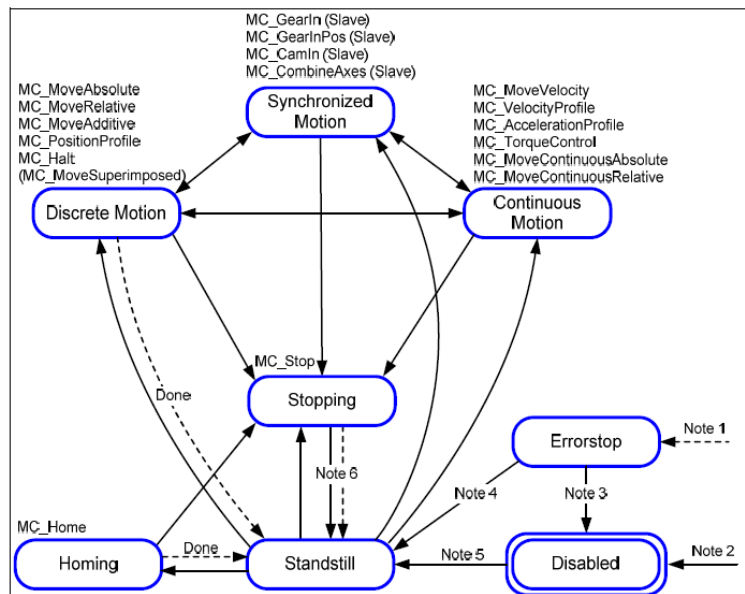 MC_GearIn (Slave)
MC_GearInPos (Slave)
MC_CamIn (Slave)
MC_CombineAxes (Slave)
Synchronized
Motion
MC_MoveAbsolute
MC_MoveRelative
MC_MoveAdditive
MC_PositionProfile
MC_Halt
(MC_MoveSuperimposed)
Discrete Motion
MC_MoveVelocity
MC_VelocityProfile
MC_AccelerationProfile
MC_TorqueControl
MC_MoveContinuousAbsolute
MC_MoveContinuousRelative
Continuous
Motion
MC_Stop
Stopping
Done
Note 6
Errorstop
Note 1
Note 4
Note 3
MC_Home
Homing
Done
Standstill
Note 5
Disabled
Note 2